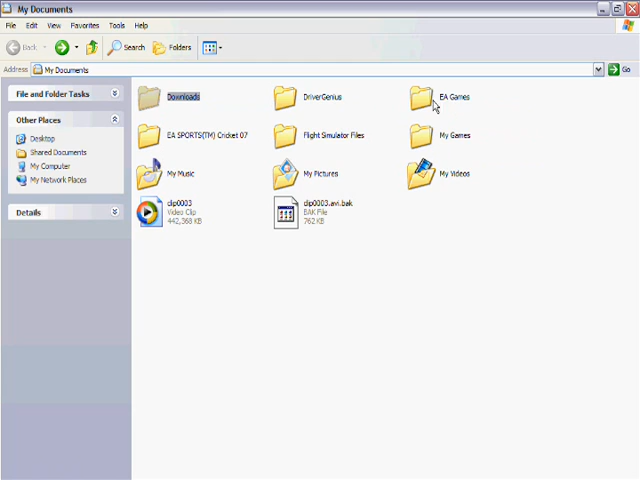 My Documents
File Edit View Favorites Tools Help
Back Search Folders
Address My Documents Go
File and Folder Tasks
Other Places
Desktop
Shared Documents
My Computer
My Network Places
Details
Downloads
DriverGenius
EA Games
EA SPORTS(TM) Cricket 07
Flight Simulator Files
My Games
My Music
My Pictures
My Videos
clip0003
Video Clip
442,368 KB
clip0003.avi.bak
BAK File
762 KB